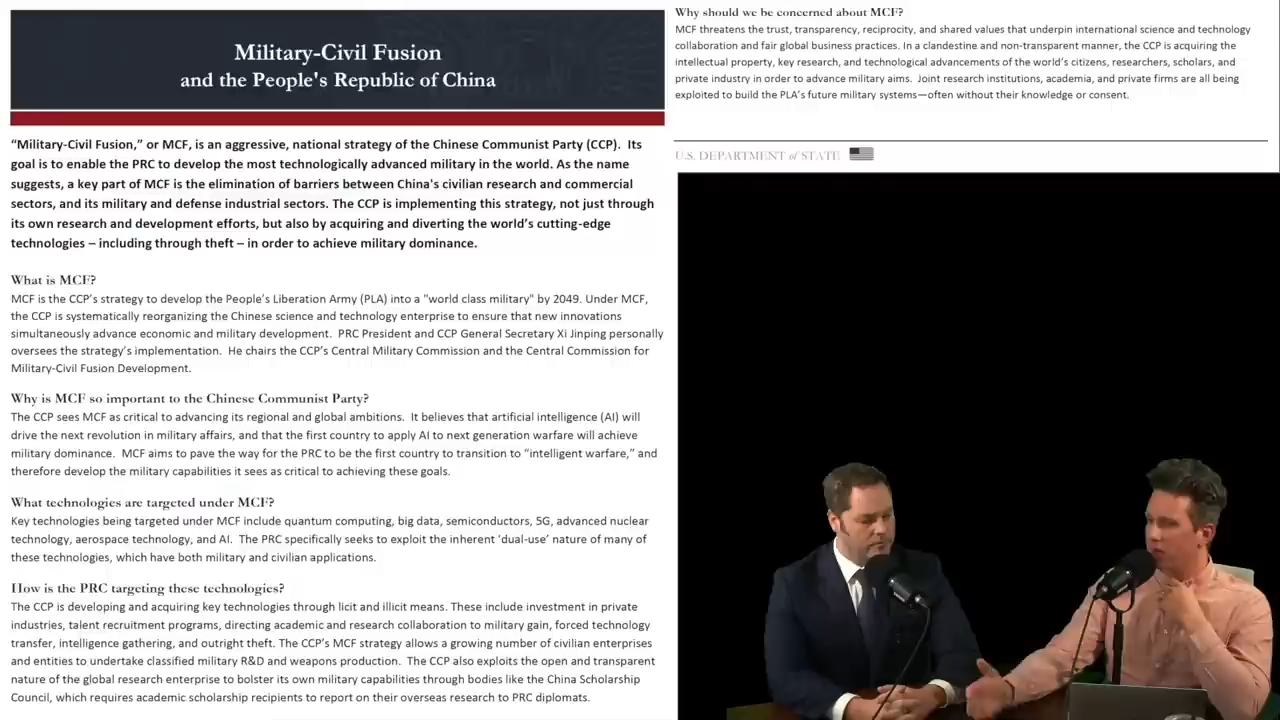 Military-Civil Fusion
and the People's Republic of China
“Military-Civil Fusion,” or MCF, is an aggressive, national strategy of the Chinese Communist Party (CCP).  Its
goal is to enable the PRC to develop the most technologically advanced military in the world. As the name
suggests, a key part of MCF is the elimination of barriers between China's civilian research and commercial
sectors, and its military and defense industrial sectors. The CCP is implementing this strategy, not just through
its own research and development efforts, but also by acquiring and diverting the world’s cutting-edge
technologies – including through theft – in order to achieve military dominance.
What is MCF?
MCF is the CCP’s strategy to develop the People’s Liberation Army (PLA) into a "world class military" by 2049. Under MCF,
the CCP is systematically reorganizing the Chinese science and technology enterprise to ensure that new innovations
simultaneously advance economic and military development.  PRC President and CCP General Secretary Xi Jinping personally
oversees the strategy’s implementation.  He chairs the CCP’s Central Military Commission and the Central Commission for
Military-Civil Fusion Development.
Why is MCF so important to the Chinese Communist Party?
The CCP sees MCF as critical to advancing its regional and global ambitions.  It believes that artificial intelligence (AI) will
drive the next revolution in military affairs, and that the first country to apply AI to next generation warfare will achieve
military dominance.  MCF aims to pave the way for the PRC to be the first country to transition to “intelligent warfare,” and
therefore develop the military capabilities it sees as critical to achieving these goals.
What technologies are targeted under MCF?
Key technologies being targeted under MCF include quantum computing, big data, semiconductors, 5G, advanced nuclear
technology, aerospace technology, and AI.  The PRC specifically seeks to exploit the inherent ‘dual-use’ nature of many of
these technologies, which have both military and civilian applications.
How is the PRC targeting these technologies?
The CCP is developing and acquiring key technologies through licit and illicit means. These include investment in private
industries, talent recruitment programs, directing academic and research collaboration to military gain, forced technology
transfer, intelligence gathering, and outright theft. The CCP’s MCF strategy allows a growing number of civilian enterprises
and entities to undertake classified military R&D and weapons production.  The CCP also exploits the open and transparent
nature of the global research enterprise to bolster its own military capabilities through bodies like the China Scholarship
Council, which requires academic scholarship recipients to report on their overseas research to PRC diplomats.
Why should we be concerned about MCF?
MCF threatens the trust, transparency, reciprocity, and shared values that underpin international science and technology
collaboration and fair global business practices. In a clandestine and non-transparent manner, the CCP is acquiring the
intellectual property, key research, and technological advancements of the world’s citizens, researchers, scholars, and
private industry in order to advance military aims.  Joint research institutions, academia, and private firms are all being
exploited to build the PLA’s future military systems—often without their knowledge or consent.
U.S. DEPARTMENT of STATE